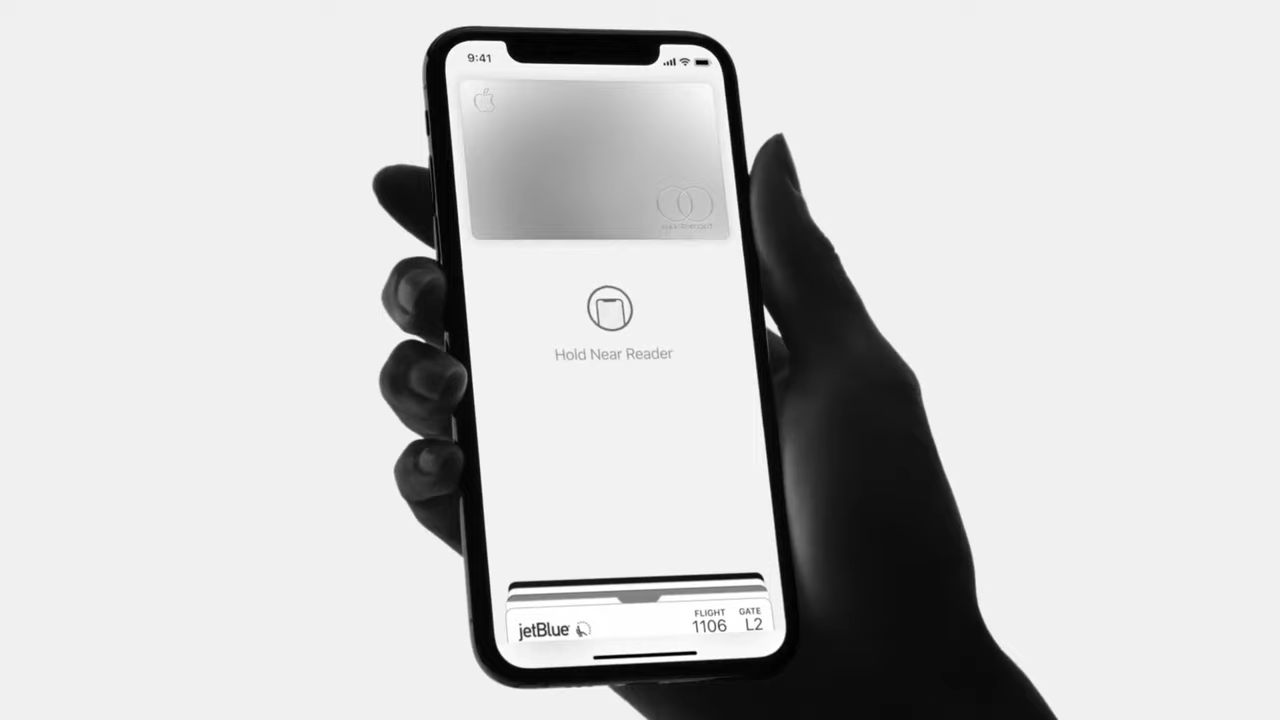 9:41
Hold Near Reader
jetBlue
FLIGHT GATE
1106 L2